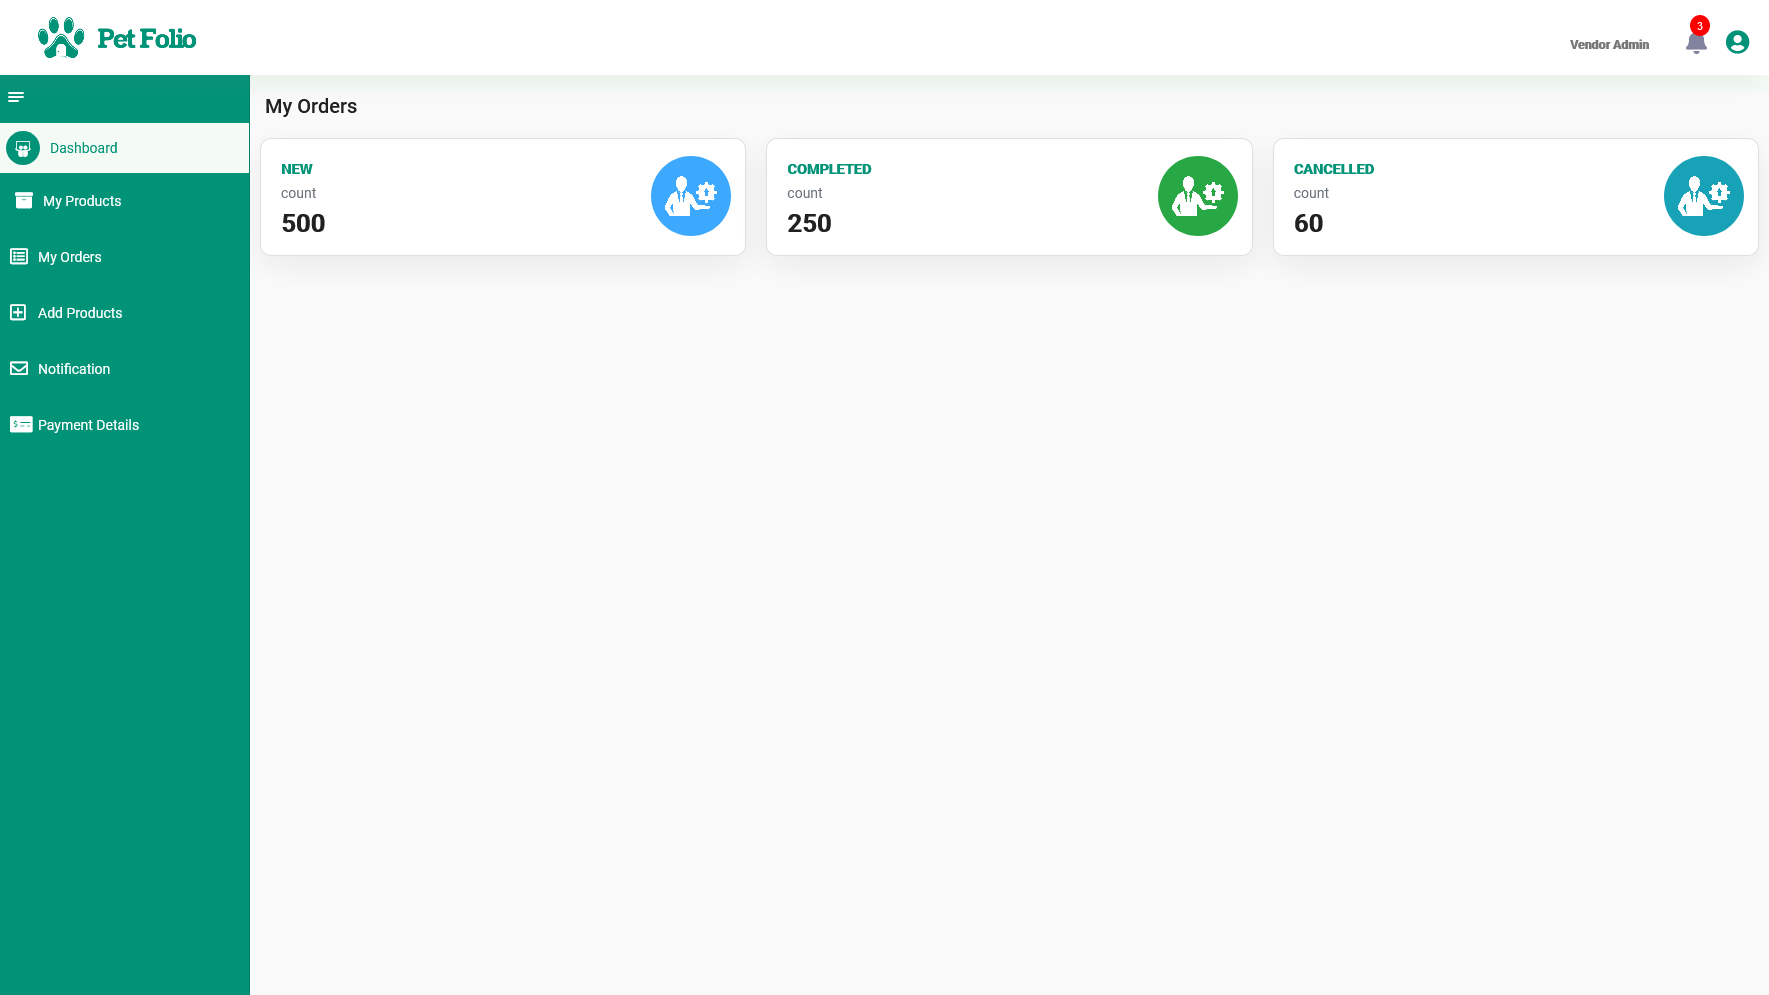 Pet Folio
Vendor Admin
3
Dashboard
My Products
My Orders
Add Products
Notification
Payment Details
My Orders
NEW
count
500
COMPLETED
count
250
CANCELLED
count
60